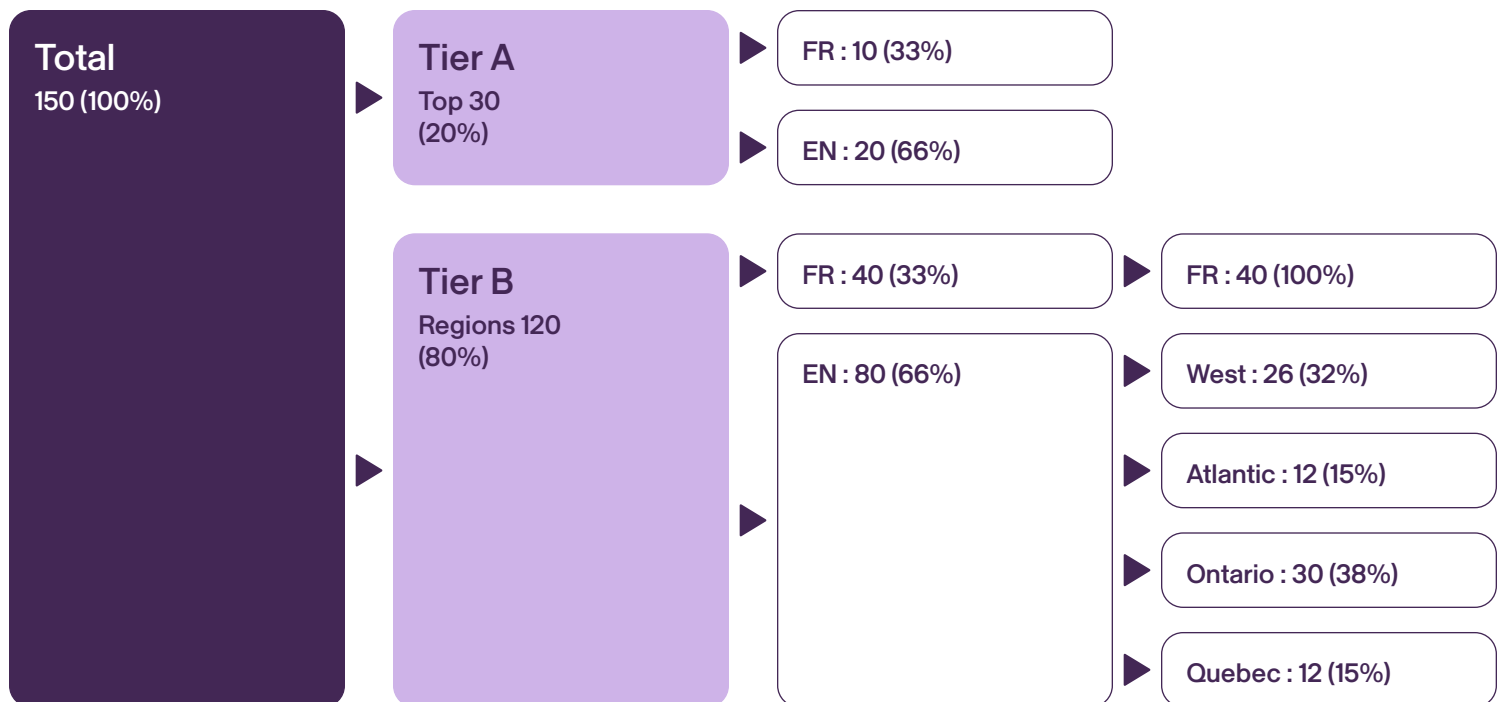 Total
150 (100%)
Tier A
Top 30
(20%)
FR : 10 (33%)
EN : 20 (66%)
Tier B
Regions 120
(80%)
FR : 40 (33%)
FR : 40 (100%)
EN : 80 (66%)
West : 26 (32%)
Atlantic : 12 (15%)
Ontario : 30 (38%)
Quebec : 12 (15%)